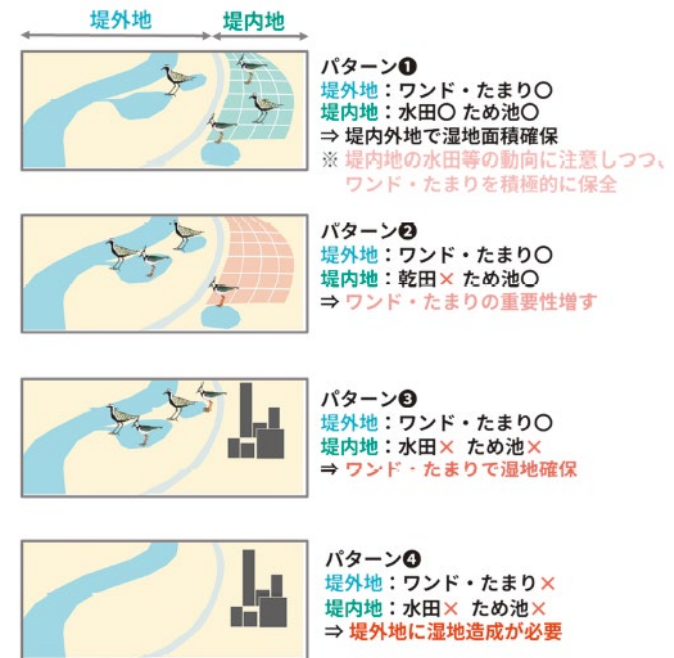 堤外地 堤内地
パターン❶
堤外地：ワンド・たまり〇
堤内地：水田〇 ため池〇
⇒ 堤内外地で湿地面積確保
※ 堤内地の水田等の動向に注意しつつ、
ワンド・たまりを積極的に保全
パターン❷
堤外地：ワンド・たまり〇
堤内地：乾田× ため池〇
⇒ ワンド・たまりの重要性増す
パターン❸
堤外地：ワンド・たまり〇
堤内地：水田× ため池×
⇒ ワンド・たまりで湿地確保
パターン❹
堤外地：ワンド・たまり×
堤内地：水田× ため池×
⇒ 堤外地に湿地造成が必要